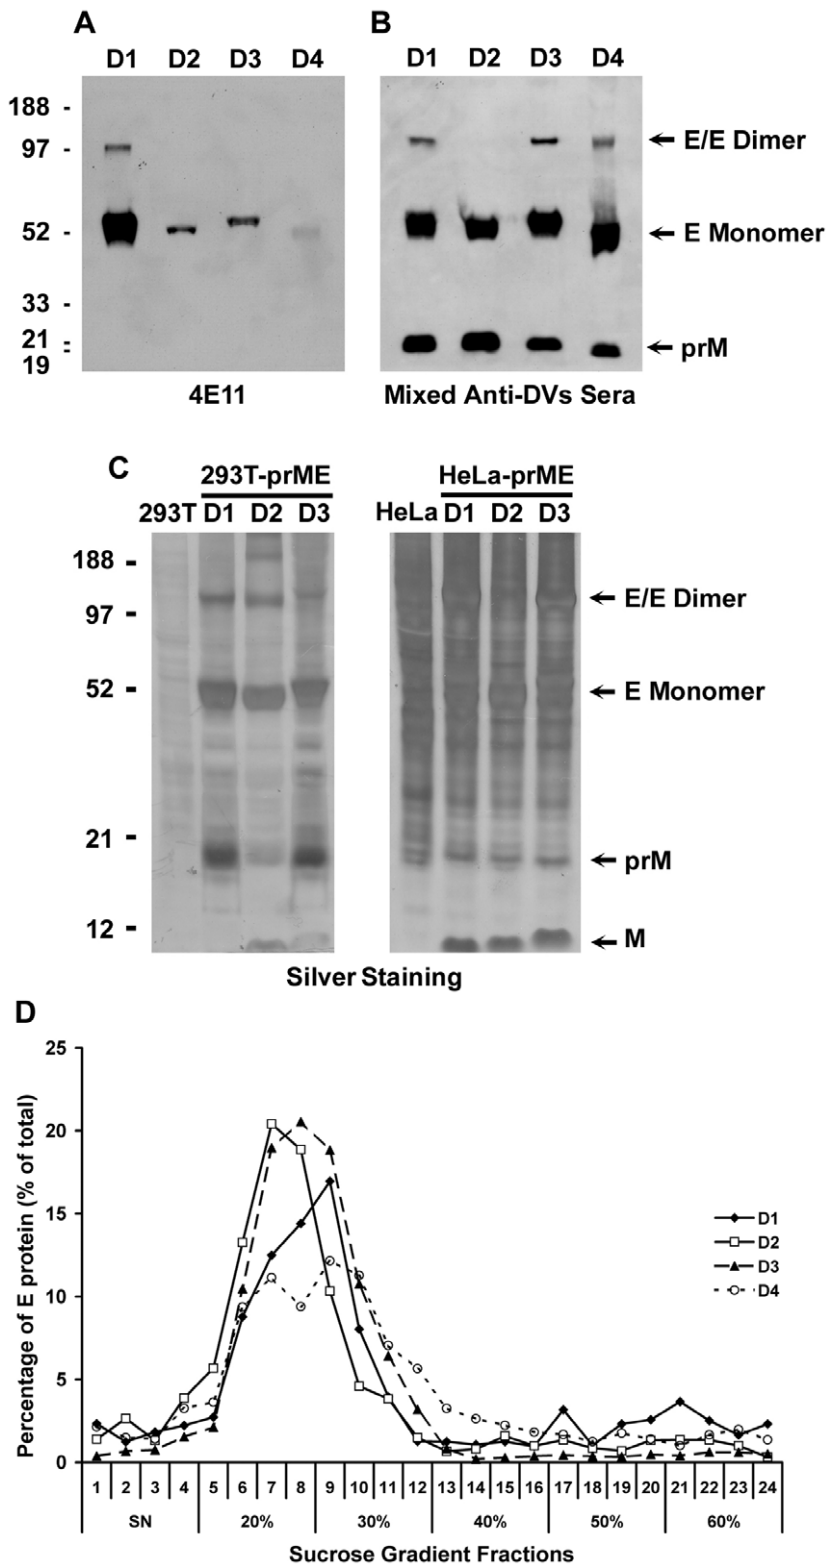 A
B
D1 D2 D3 D4
D1 D2 D3 D4
188 -
97 -
52 -
33 -
21 -
19 -
E/E Dimer
E Monomer
prM
4E11
Mixed Anti-DVs Sera
C
293T-prME
HeLa-prME
293T D1 D2 D3
HeLa D1 D2 D3
188 -
97 -
52 -
21 -
12 -
E/E Dimer
E Monomer
prM
M
Silver Staining
D
Percentage of E protein (% of total)
25
20
15
10
5
0
D1
D2
D3
D4
1 2 3 4 5 6 7 8 9 10 11 12 13 14 15 16 17 18 19 20 21 22 23 24
SN 20% 30% 40% 50% 60%
Sucrose Gradient Fractions